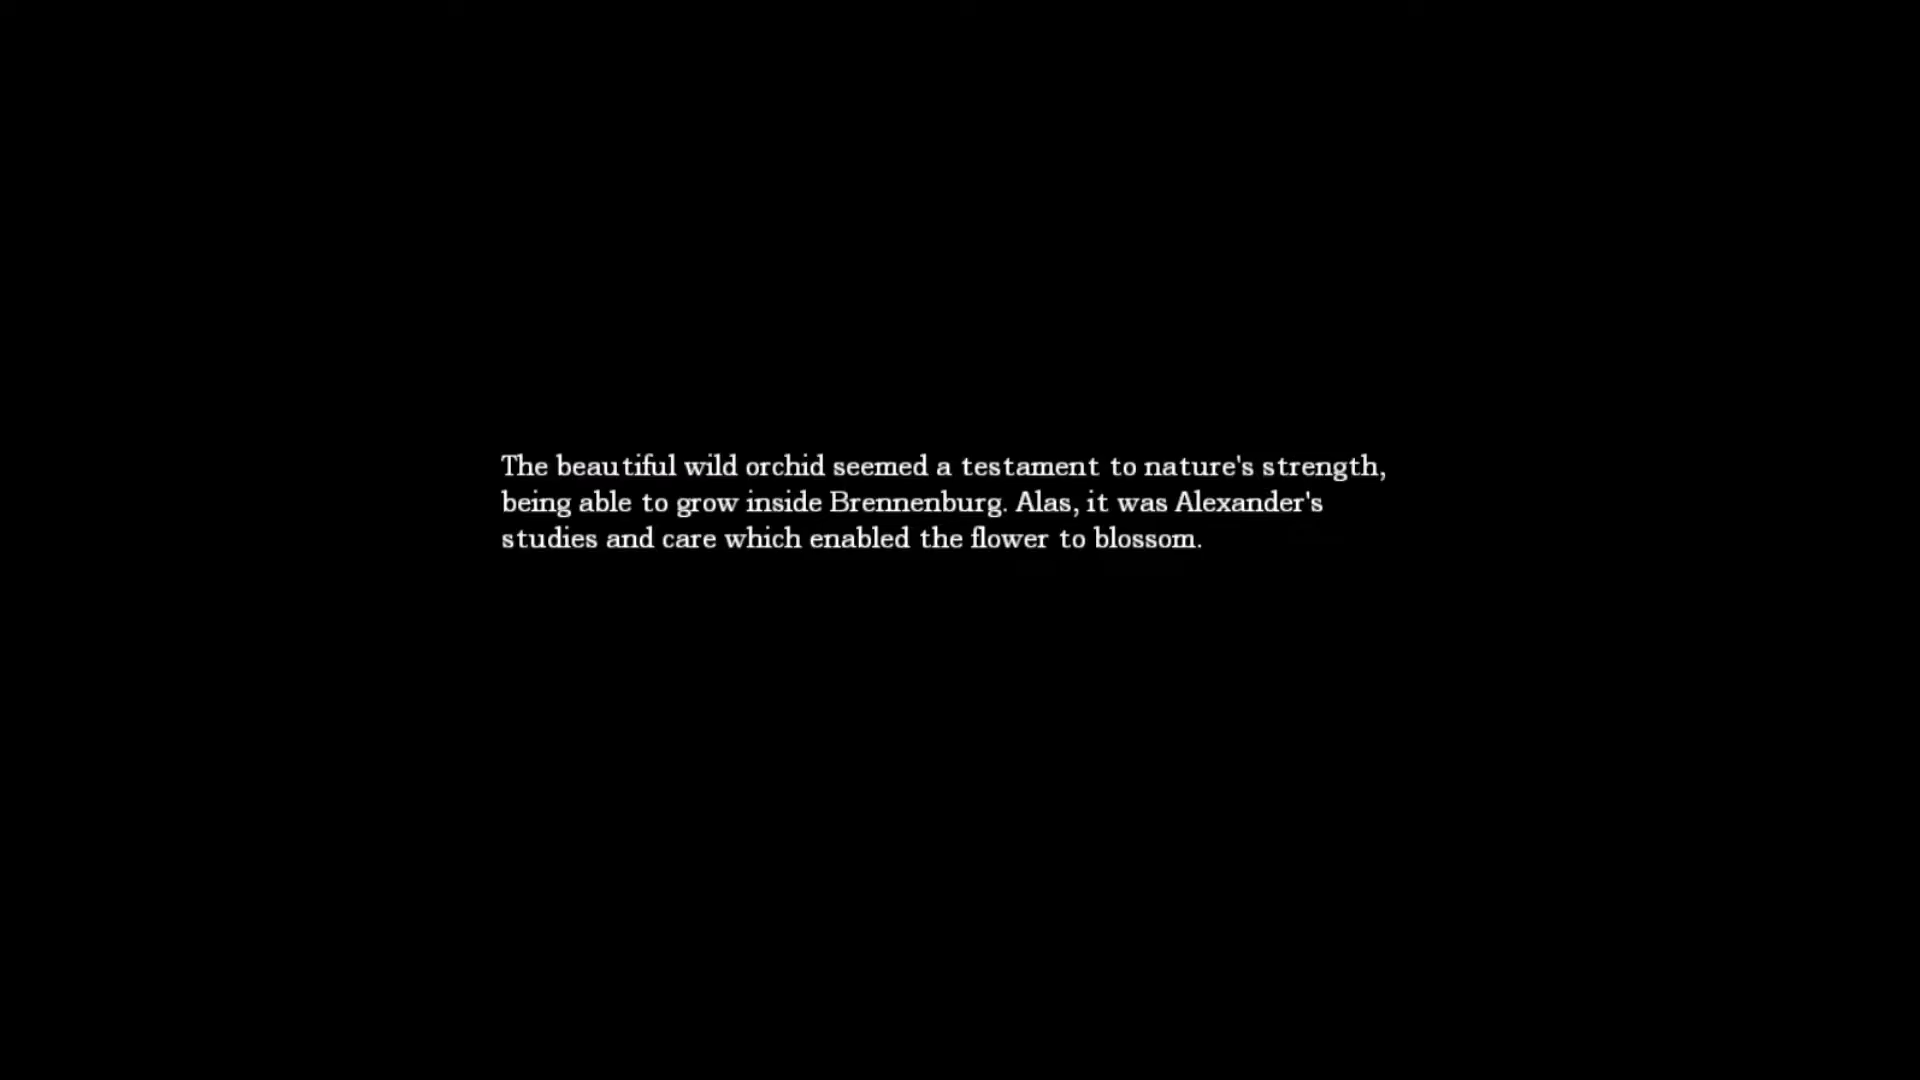 The beautiful wild orchid seemed a testament to nature's strength,
being able to grow inside Brennenburg. Alas, it was Alexander's
studies and care which enabled the flower to blossom.